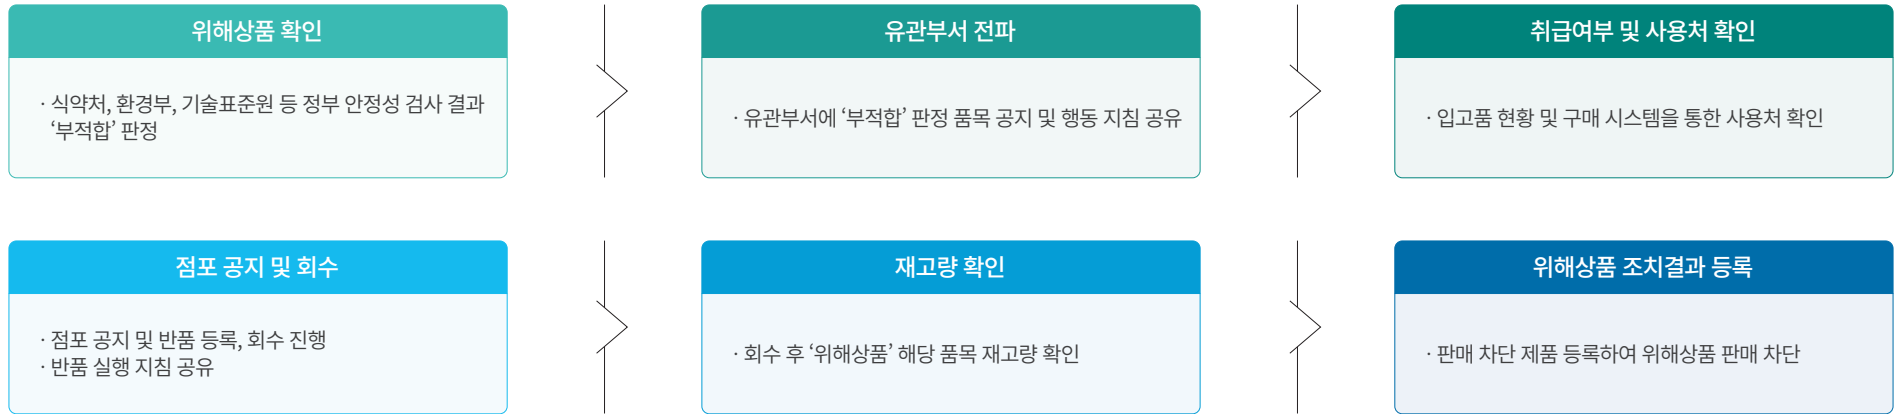 위해상품 확인
· 식약처, 환경부, 기술표준원 등 정부 안정성 검사 결과
‘부적합’ 판정
유관부서 전파
· 유관부서에 ‘부적합’ 판정 품목 공지 및 행동 지침 공유
취급여부 및 사용처 확인
· 입고품 현황 및 구매 시스템을 통한 사용처 확인
점포 공지 및 회수
· 점포 공지 및 반품 등록, 회수 진행
· 반품 실행 지침 공유
재고량 확인
· 회수 후 ‘위해상품’ 해당 품목 재고량 확인
위해상품 조치결과 등록
· 판매 차단 제품 등록하여 위해상품 판매 차단